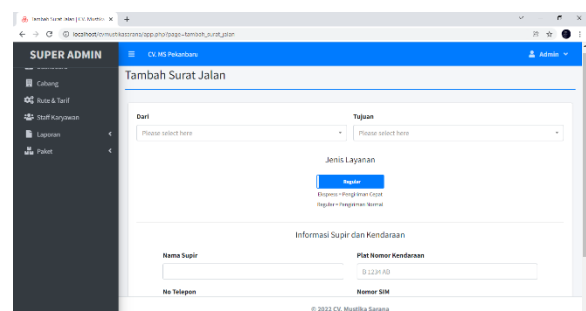 Tambah Surat Jalan | CV. Mustik
localhost/cvmustikasarana/app.php?page=tambah_surat_jalan
SUPER ADMIN
CV. MS Pekanbaru
Admin
Tambah Surat Jalan
Cabang
Rute & Tarif
Staff Karyawan
Laporan
Paket
Dari
Tujuan
Please select here
Please select here
Jenis Layanan
Reguler
Ekspress = Pengiriman Cepat
Reguler = Pengiriman Normal
Informasi Supir dan Kendaraan
Nama Supir
Plat Nomor Kendaraan
B 1234 AB
No Telepon
Nomor SIM
© 2022 CV. Mustika Sarana